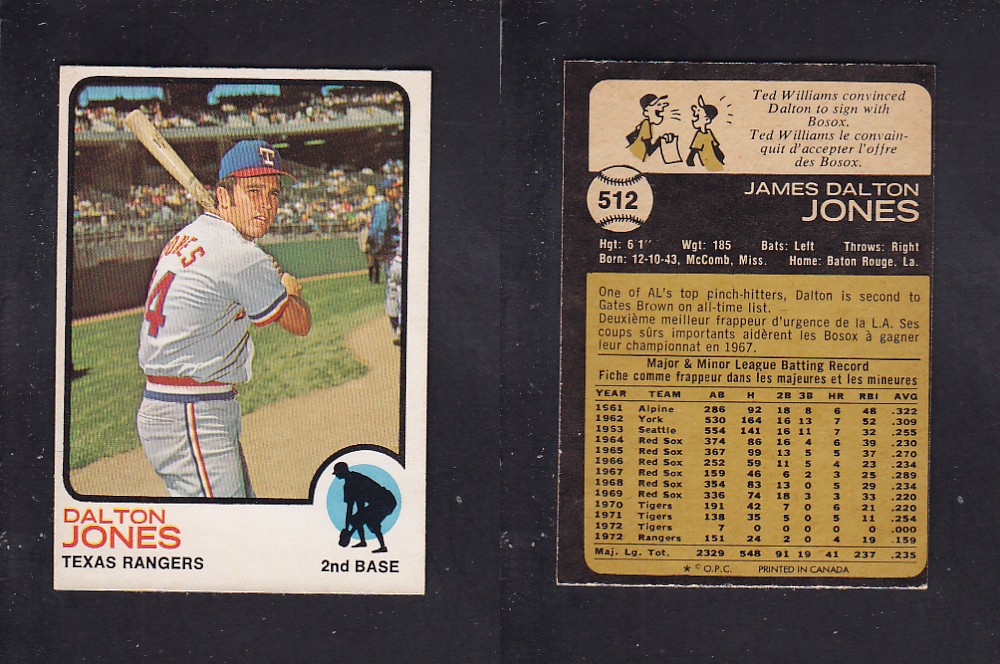 T
JONES
4
DALTON
JONES
TEXAS RANGERS
2nd BASE
Ted Williams convinced
Dalton to sign with
Bosox.
Ted Williams le convain-
quit d'accepter l'offre
des Bosox.
512
JAMES DALTON
JONES
Hgt: 6'1" Wgt: 185 Bats: Left Throws: Right
Born: 12-10-43, McComb, Miss. Home: Baton Rouge, La.
One of AL's top pinch-hitters, Dalton is second to
Gates Brown on all-time list.
Deuxième meilleur frappeur d'urgence de la L.A. Ses
coups sûrs importants aidèrent les Bosox à gagner
leur championnat en 1967.
Major & Minor League Batting Record
Fiche comme frappeur dans les majeures et les mineures
YEAR TEAM AB H 2B 3B HR RBI AVG
1961 Alpine 286 92 18 8 6 48 .322
1962 York 530 164 16 13 7 52 .309
1953 Seattle 554 141 16 11 7 32 .255
1964 Red Sox 374 86 16 4 6 39 .230
1965 Red Sox 367 99 13 5 5 37 .270
1966 Red Sox 252 59 11 5 4 23 .234
1967 Red Sox 159 46 6 2 3 25 .289
1968 Red Sox 354 83 13 0 5 29 .234
1969 Red Sox 336 74 18 3 3 33 .220
1970 Tigers 191 42 7 0 6 21 .220
1971 Tigers 138 35 5 0 5 11 .254
1972 Tigers 7 0 0 0 0 0 .000
1972 Rangers 151 24 2 0 4 19 .159
Maj. Lg. Tot. 2329 548 91 19 41 237 .235
★ © O.P.C. PRINTED IN CANADA